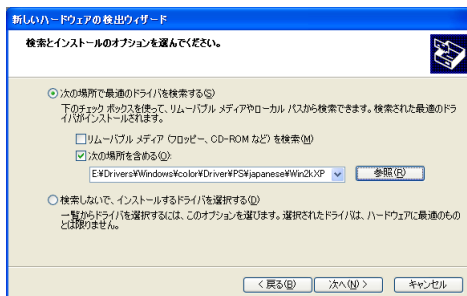 新しいハードウェアの検出ウィザード
検索とインストールのオプションを選んでください。
次の場所で最適のドライバを検索する(S)
下のチェック ボックスを使って、リムーバブル メディアやローカル パスから検索できます。検索された最適のドラ
イバがインストールされます。
リムーバブル メディア (フロッピー、CD-ROM など) を検索(M)
次の場所を含める(O):
E:¥Drivers¥Windows¥color¥Driver¥PS¥japanese¥Win2kXP
参照(R)
検索しないで、インストールするドライバを選択する(D)
一覧からドライバを選択するには、このオプションを選びます。選択されたドライバは、ハードウェアに最適のもの
とは限りません。
< 戻る(B)
次へ(N) >
キャンセル